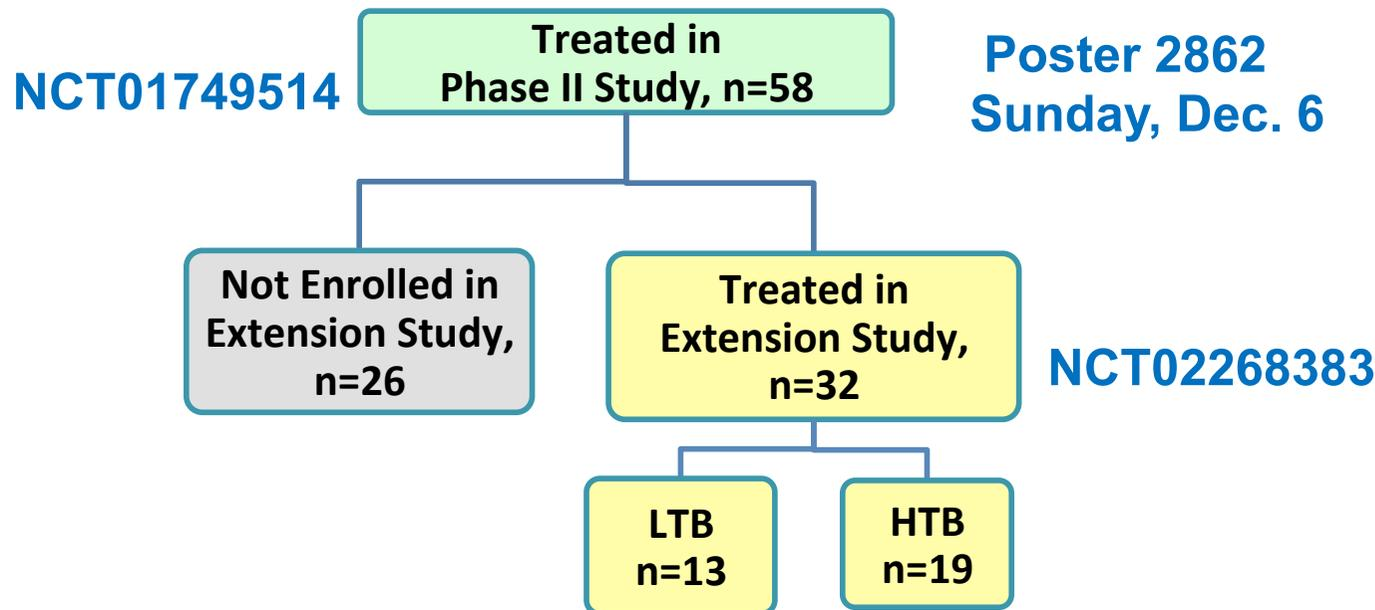 Treated in
Phase II Study, n=58
NCT01749514
Poster 2862
Sunday, Dec. 6
Not Enrolled in
Extension Study,
n=26
Treated in
Extension Study,
n=32
NCT02268383
LTB
n=13
HTB
n=19